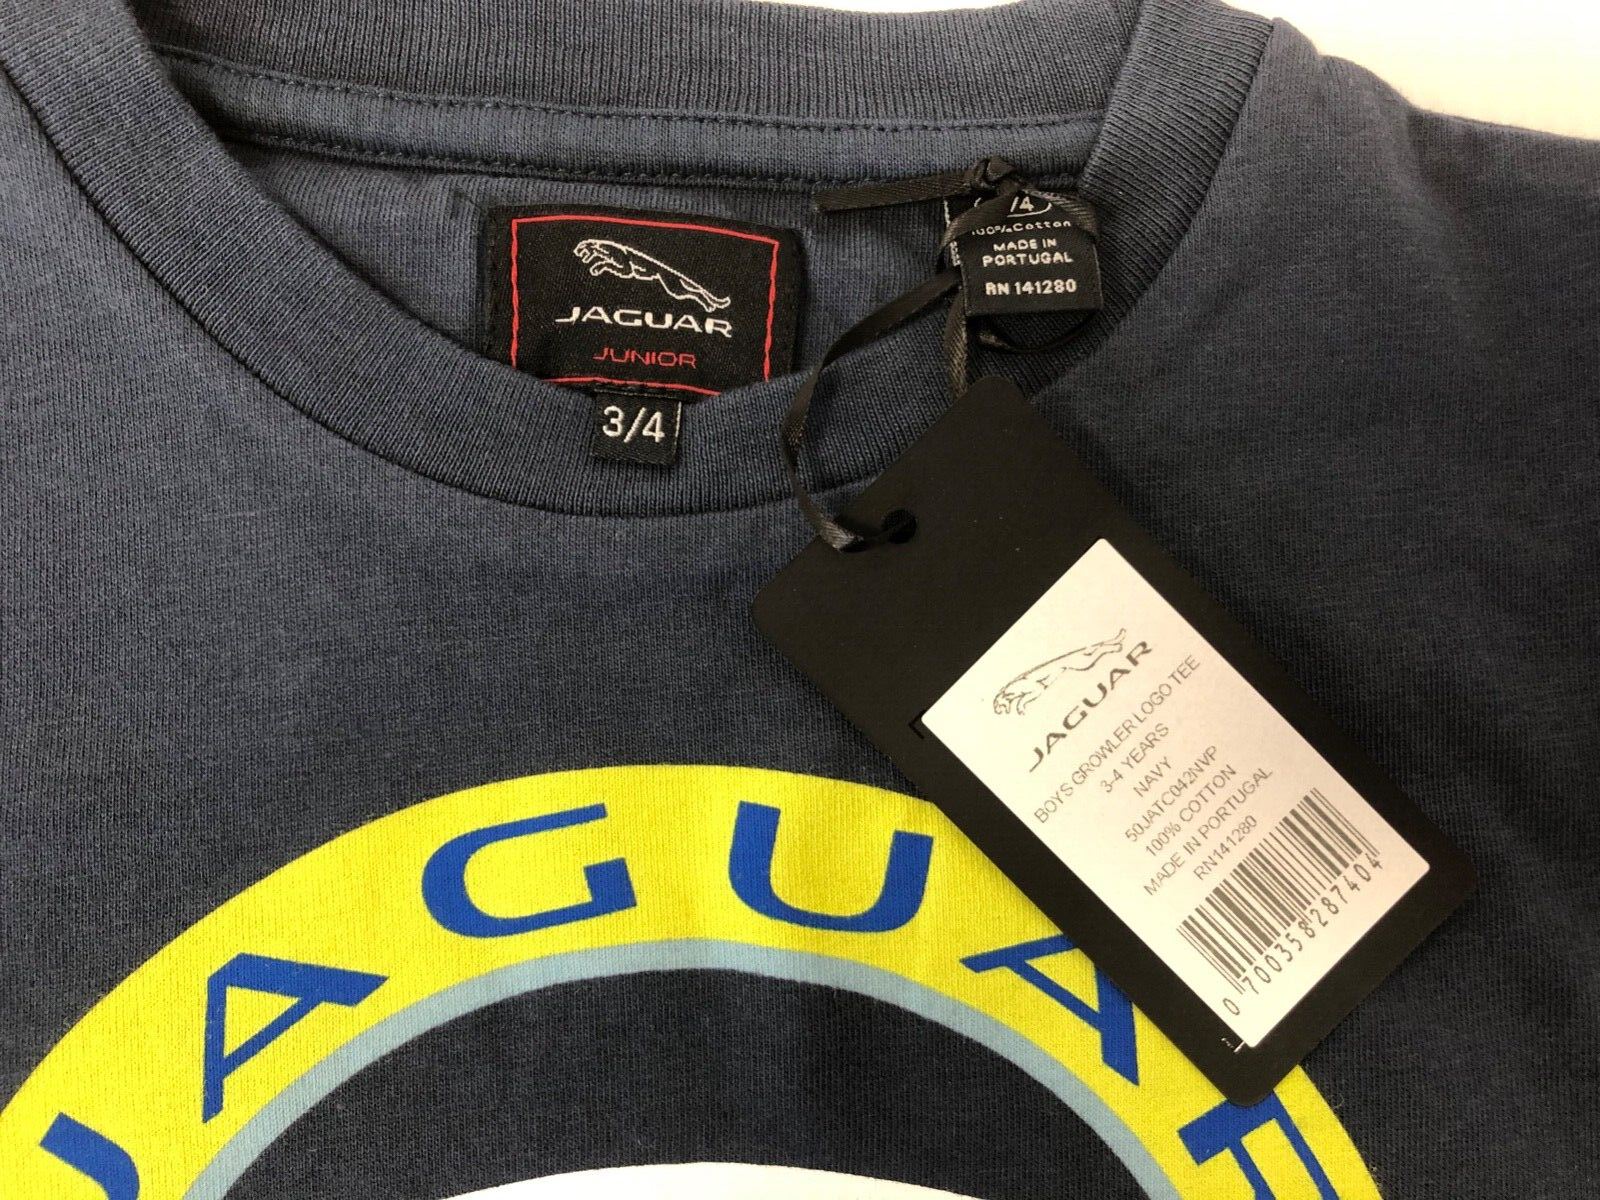 JAGUAR
JUNIOR
3/4
/4
100% Cotton
MADE IN
PORTUGAL
RN 141280
JAGUAR
BOYS GROWLER LOGO TEE
3-4 YEARS
NAVY
50JATC042NVP
100% COTTON
MADE IN PORTUGAL
RN141280
0 700358 287404
JAGUAR